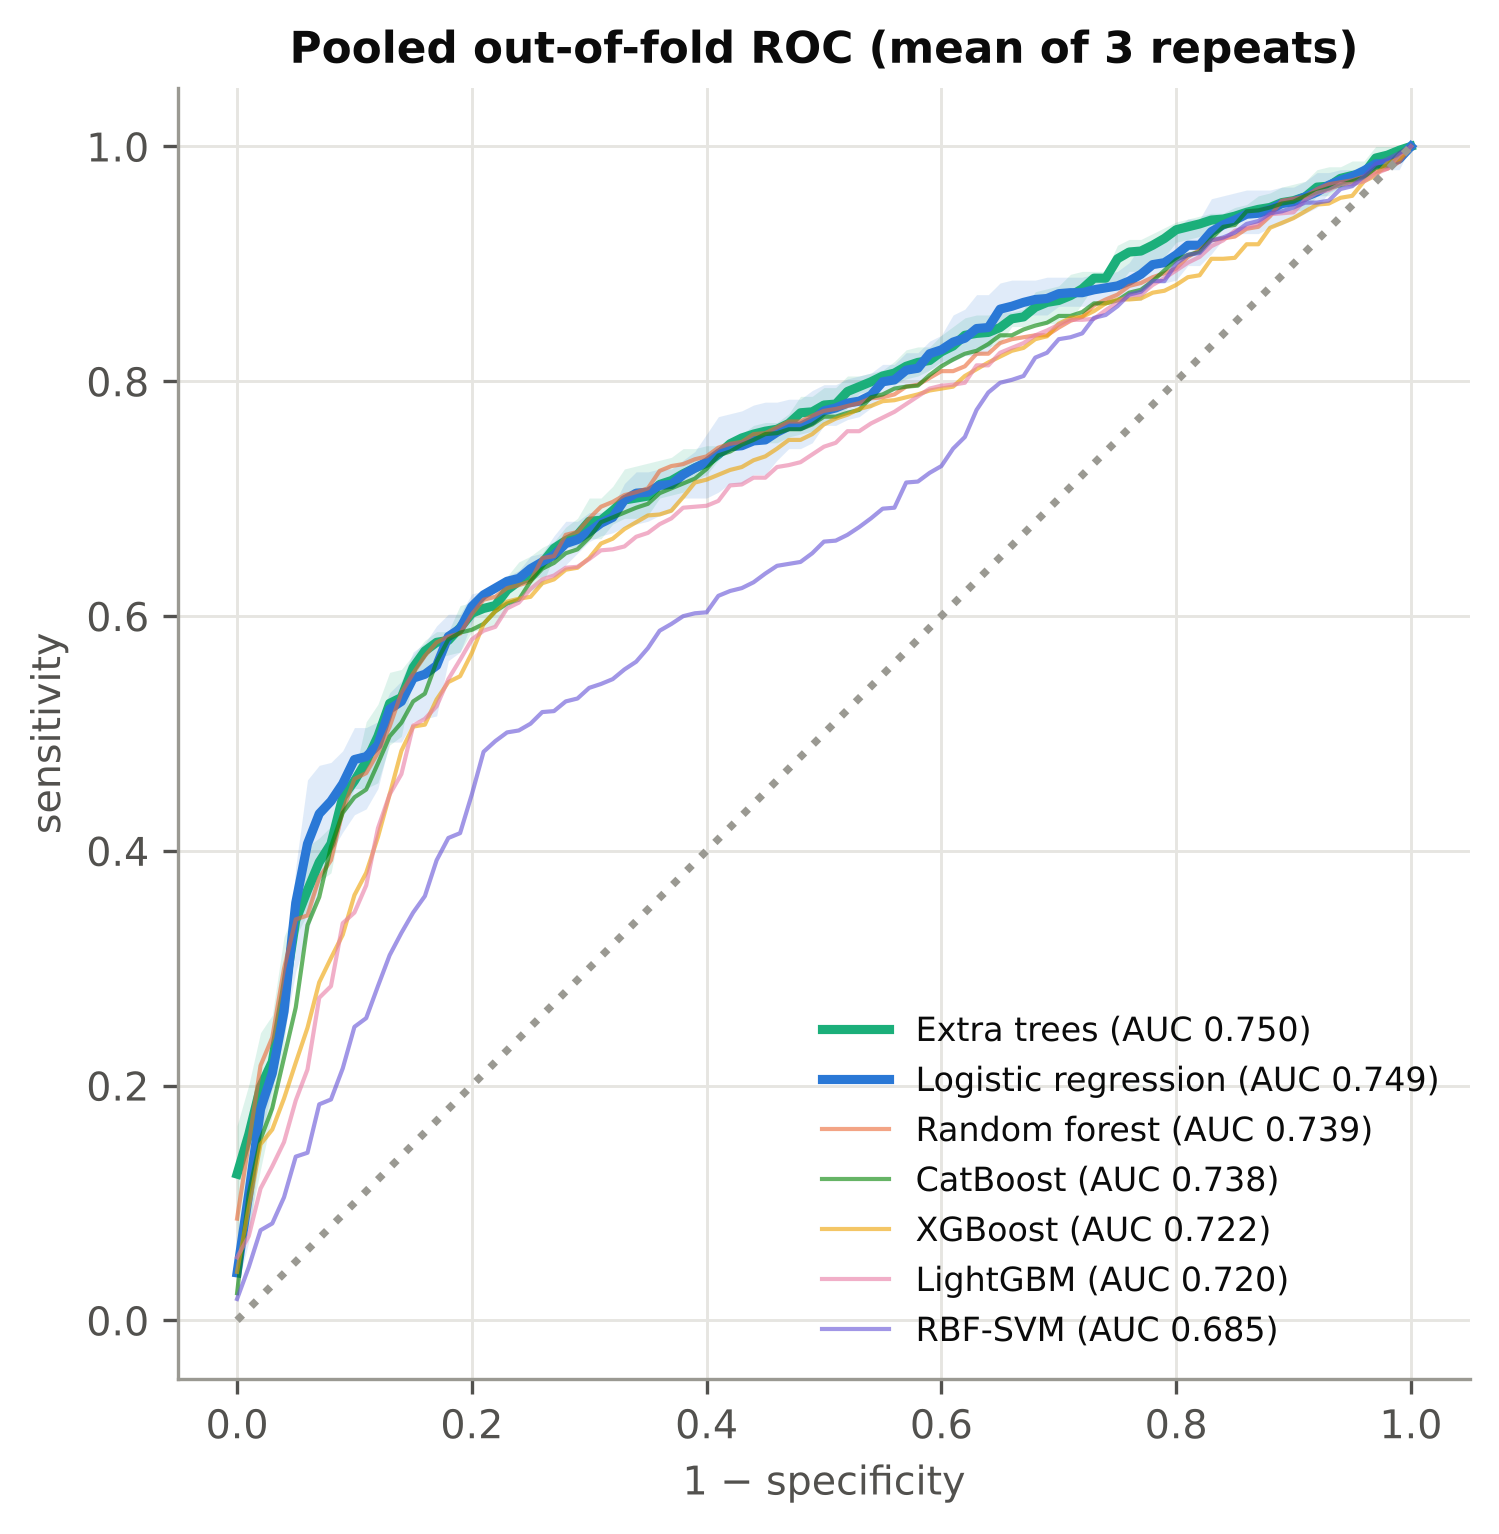 Pooled out-of-fold ROC (mean of 3 repeats)
1.0
0.8
0.6
0.4
0.2
0.0
sensitivity
Extra trees (AUC 0.750)
Logistic regression (AUC 0.749)
Random forest (AUC 0.739)
CatBoost (AUC 0.738)
XGBoost (AUC 0.722)
LightGBM (AUC 0.720)
RBF-SVM (AUC 0.685)
0.0 0.2 0.4 0.6 0.8 1.0
1 − specificity